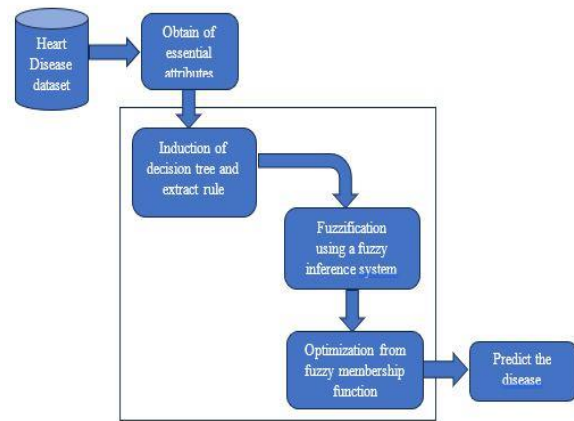 Heart
Disease
dataset
Obtain of
essential
attributes
Induction of
decision tree and
extract rule
Fuzzification
using a fuzzy
inference system
Optimization from
fuzzy membership
function
Predict the
disease